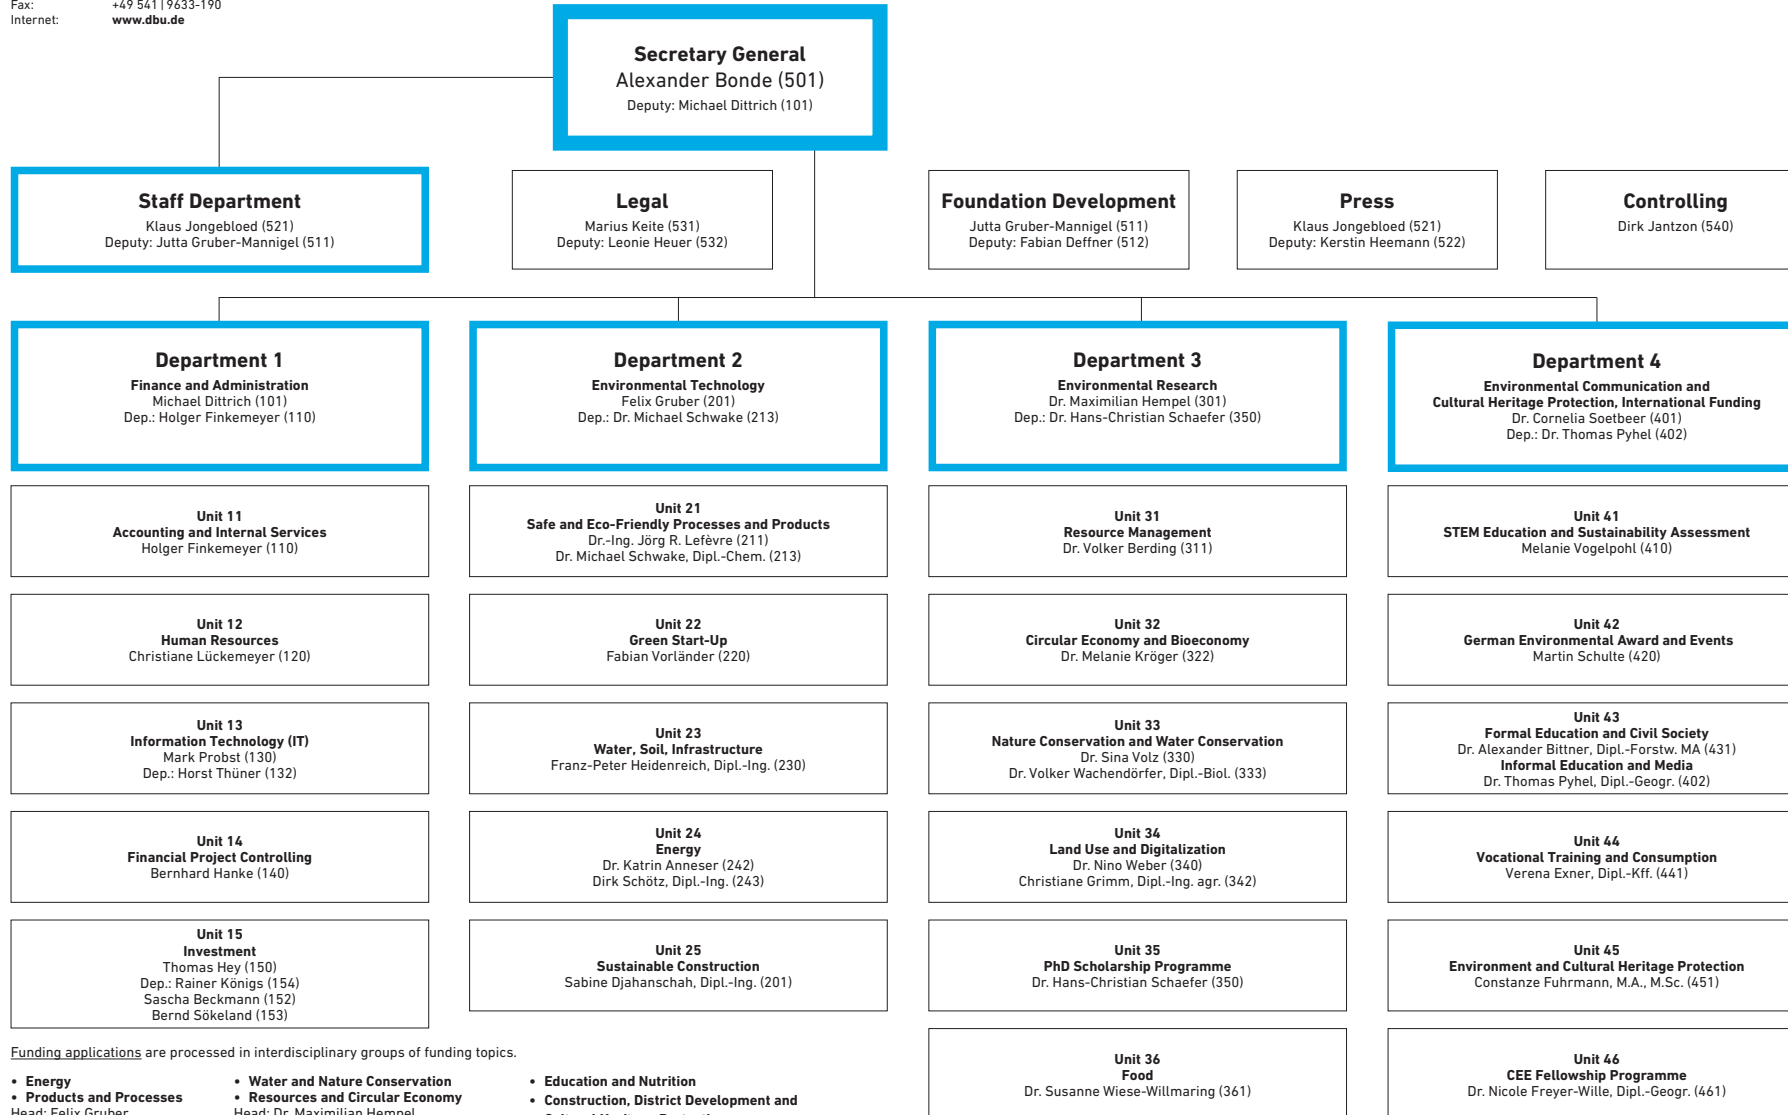 Fax: +49 541|9633-190
Internet: www.dbu.de
Secretary General
Alexander Bonde (501)
Deputy: Michael Dittrich (101)
Staff Department
Klaus Jongebloed (521)
Deputy: Jutta Gruber-Mannigel (511)
Legal
Marius Keite (531)
Deputy: Leonie Heuer (532)
Foundation Development
Jutta Gruber-Mannigel (511)
Deputy: Fabian Deffner (512)
Press
Klaus Jongebloed (521)
Deputy: Kerstin Heemann (522)
Controlling
Dirk Jantzon (540)
Department 1
Finance and Administration
Michael Dittrich (101)
Dep.: Holger Finkemeyer (110)
Department 2
Environmental Technology
Felix Gruber (201)
Dep.: Dr. Michael Schwake (213)
Department 3
Environmental Research
Dr. Maximilian Hempel (301)
Dep.: Dr. Hans-Christian Schaefer (350)
Department 4
Environmental Communication and
Cultural Heritage Protection, International Funding
Dr. Cornelia Soetbeer (401)
Dep.: Dr. Thomas Pyhel (402)
Unit 11
Accounting and Internal Services
Holger Finkemeyer (110)
Unit 21
Safe and Eco-Friendly Processes and Products
Dr.-Ing. Jörg R. Lefèvre (211)
Dr. Michael Schwake, Dipl.-Chem. (213)
Unit 31
Resource Management
Dr. Volker Berding (311)
Unit 41
STEM Education and Sustainability Assessment
Melanie Vogelpohl (410)
Unit 12
Human Resources
Christiane Lückemeyer (120)
Unit 22
Green Start-Up
Fabian Vorländer (220)
Unit 32
Circular Economy and Bioeconomy
Dr. Melanie Kröger (322)
Unit 42
German Environmental Award and Events
Martin Schulte (420)
Unit 13
Information Technology (IT)
Mark Probst (130)
Dep.: Horst Thüner (132)
Unit 23
Water, Soil, Infrastructure
Franz-Peter Heidenreich, Dipl.-Ing. (230)
Unit 33
Nature Conservation and Water Conservation
Dr. Sina Volz (330)
Dr. Volker Wachendörfer, Dipl.-Biol. (333)
Unit 43
Formal Education and Civil Society
Dr. Alexander Bittner, Dipl.-Forstw. MA (431)
Informal Education and Media
Dr. Thomas Pyhel, Dipl.-Geogr. (402)
Unit 14
Financial Project Controlling
Bernhard Hanke (140)
Unit 24
Energy
Dr. Katrin Anneser (242)
Dirk Schötz, Dipl.-Ing. (243)
Unit 34
Land Use and Digitalization
Dr. Nino Weber (340)
Christiane Grimm, Dipl.-Ing. agr. (342)
Unit 44
Vocational Training and Consumption
Verena Exner, Dipl.-Kff. (441)
Unit 15
Investment
Thomas Hey (150)
Dep.: Rainer Königs (154)
Sascha Beckmann (152)
Bernd Sökeland (153)
Unit 25
Sustainable Construction
Sabine Djahanschah, Dipl.-Ing. (201)
Unit 35
PhD Scholarship Programme
Dr. Hans-Christian Schaefer (350)
Unit 45
Environment and Cultural Heritage Protection
Constanze Fuhrmann, M.A., M.Sc. (451)
Unit 36
Food
Dr. Susanne Wiese-Willmaring (361)
Unit 46
CEE Fellowship Programme
Dr. Nicole Freyer-Wille, Dipl.-Geogr. (461)
Funding applications are processed in interdisciplinary groups of funding topics.
• Energy
• Products and Processes
Head: Felix Gruber
• Water and Nature Conservation
• Resources and Circular Economy
Head: Dr. Maximilian Hempel
• Education and Nutrition
• Construction, District Development and
Cultural Heritage Protection